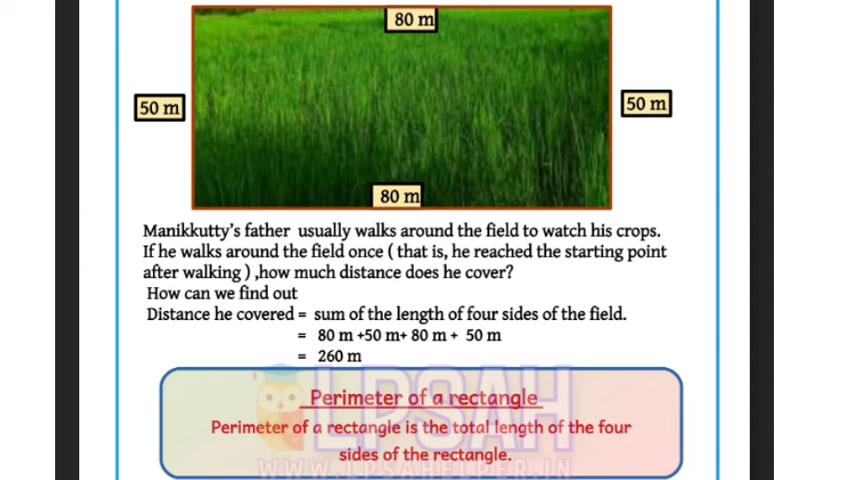 80 m
50 m
50 m
80 m
Manikkutty's father usually walks around the field to watch his crops.
If he walks around the field once ( that is, he reached the starting point
after walking ) ,how much distance does he cover?
How can we find out
Distance he covered = sum of the length of four sides of the field.
= 80 m +50 m+ 80 m + 50 m
= 260 m
Perimeter of a rectangle
Perimeter of a rectangle is the total length of the four
sides of the rectangle.
LPSAH
WWW.LPSAHELPER.IN